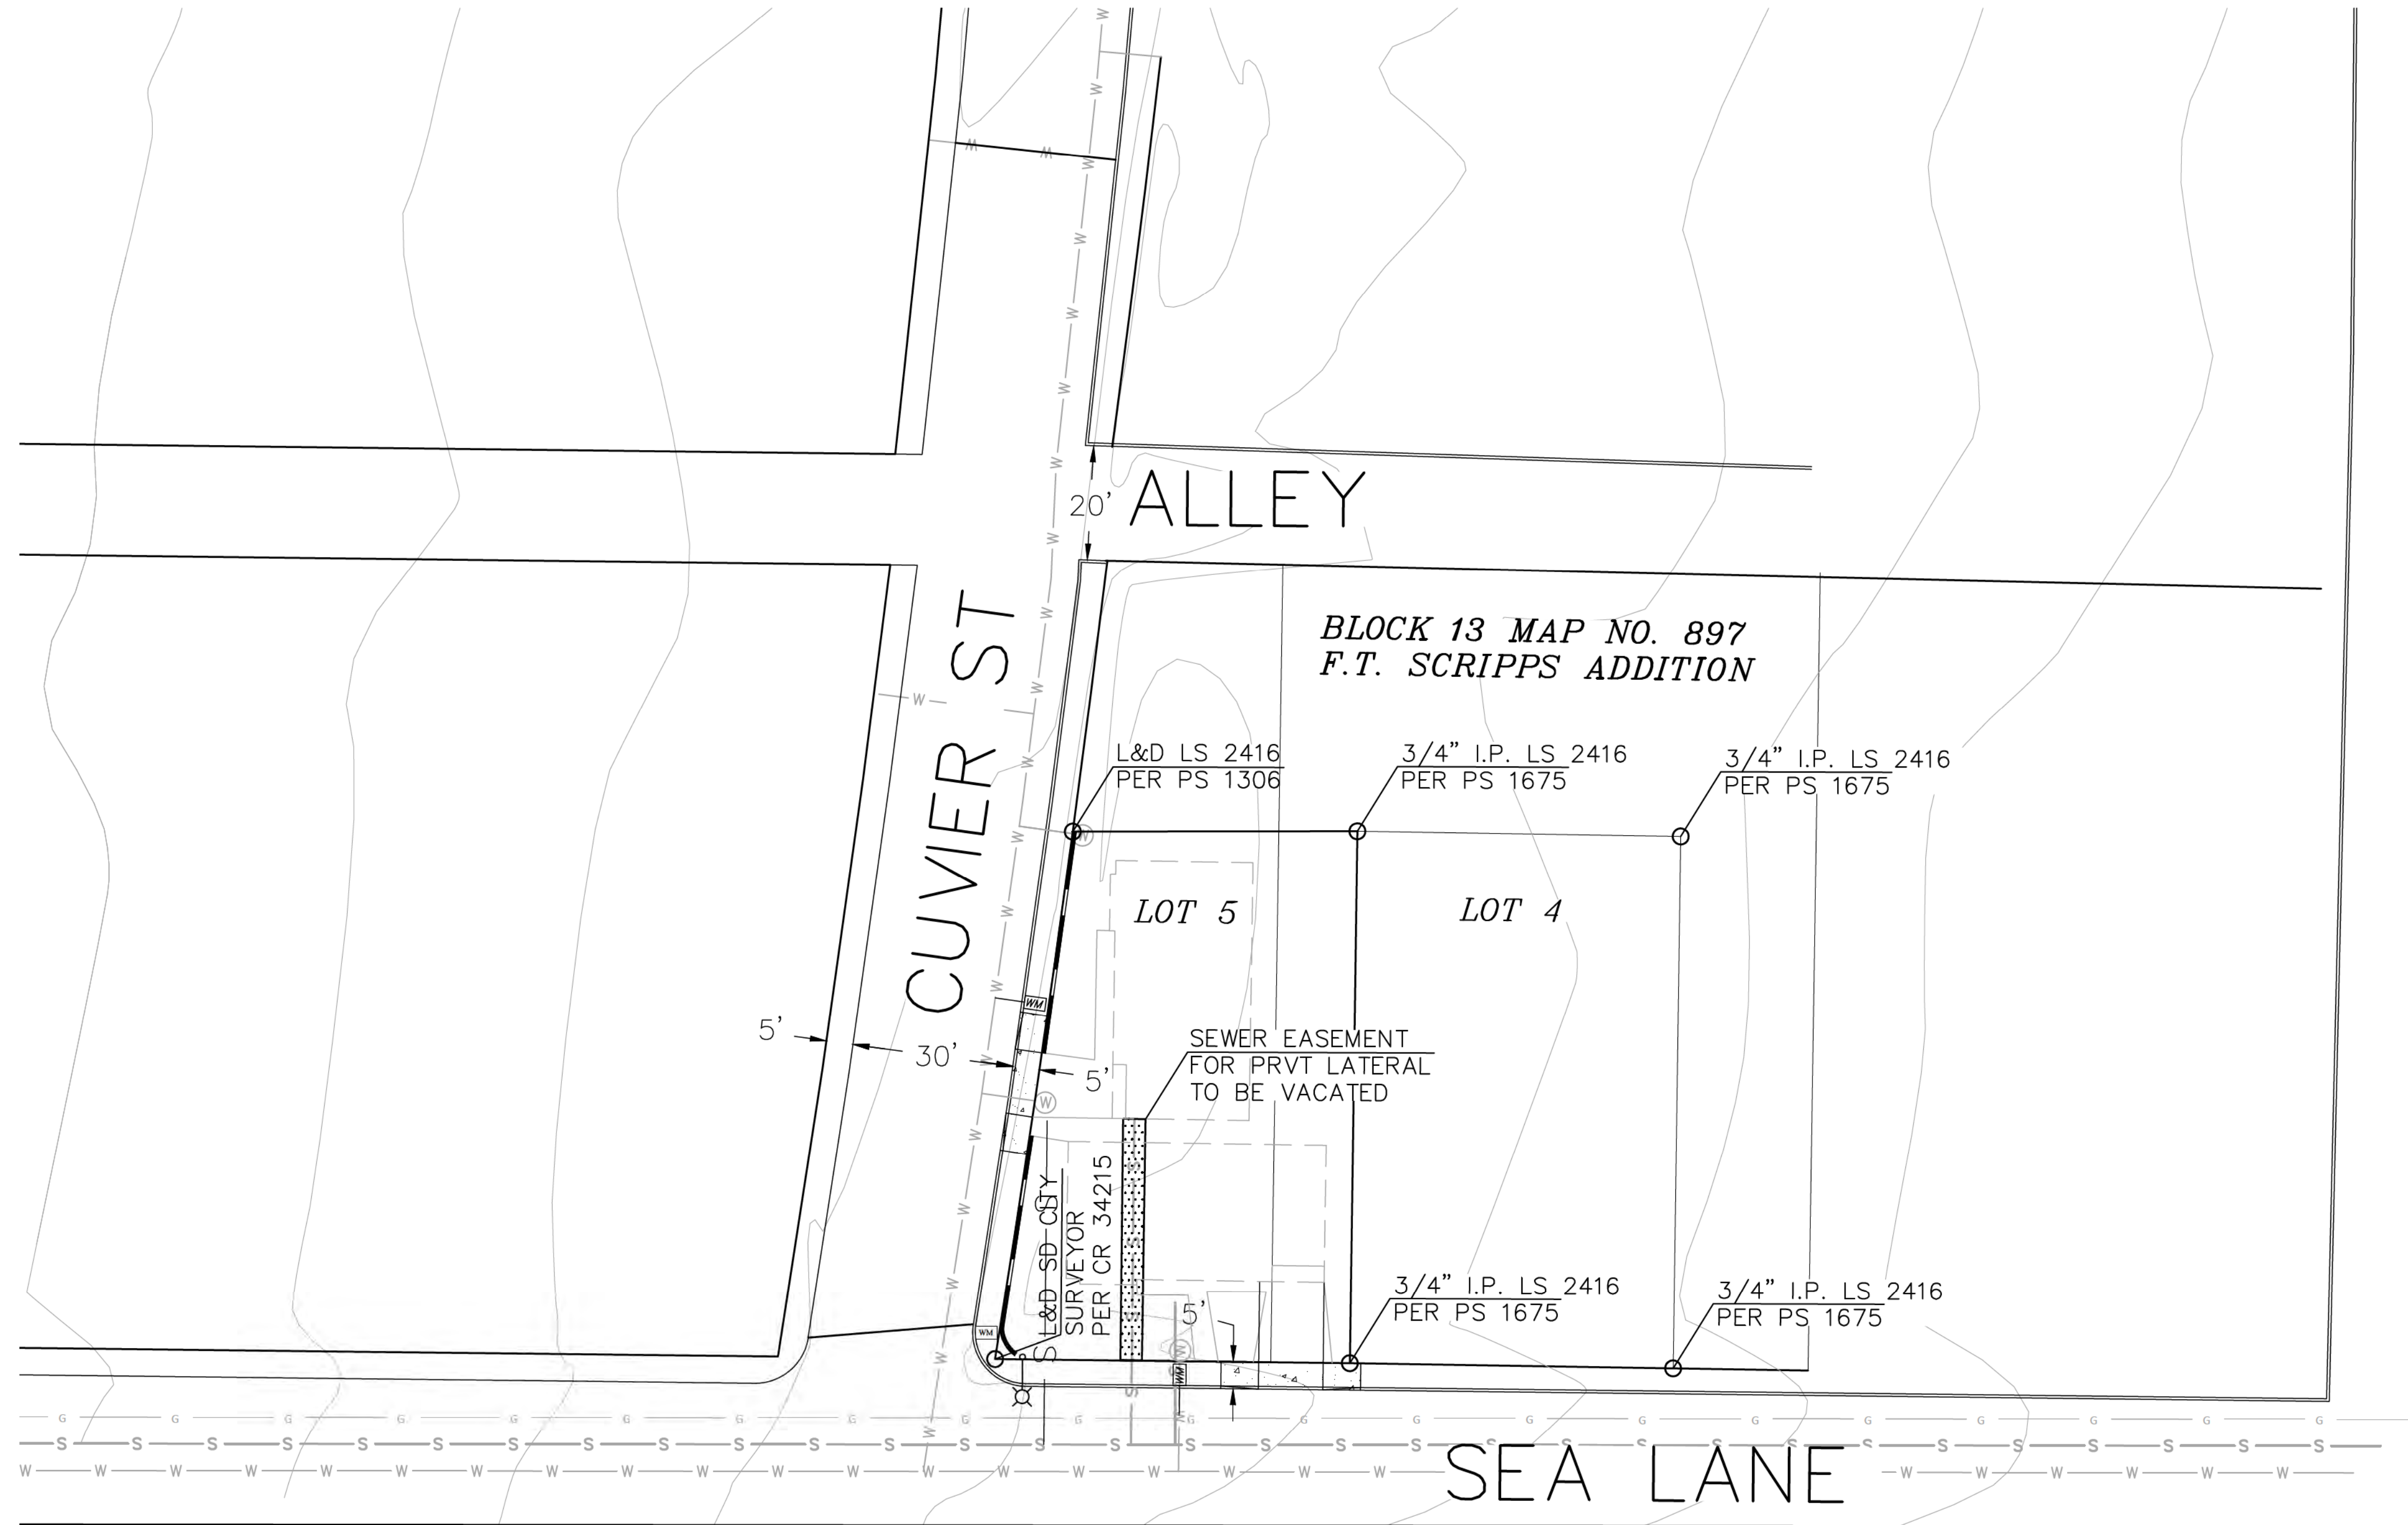 ALLEY
20'
CUVIER ST
BLOCK 13 MAP NO. 897
F.T. SCRIPPS ADDITION
L&D LS 2416
PER PS 1306
3/4" I.P. LS 2416
PER PS 1675
3/4" I.P. LS 2416
PER PS 1675
LOT 5
LOT 4
WM
5'
30'
5'
SEWER EASEMENT
FOR PRVT LATERAL
TO BE VACATED
L&D SD CITY
SURVEYOR
PER CR 34215
5'
3/4" I.P. LS 2416
PER PS 1675
3/4" I.P. LS 2416
PER PS 1675
WM
WM
G G G G G G G G G G G G G G G G G G G G G
S S S S S S S S S S S S S S S S S S S S S S S S S S S S S S S
W W W W W W W W W W W W W W W W W W W W W W W W W
SEA LANE